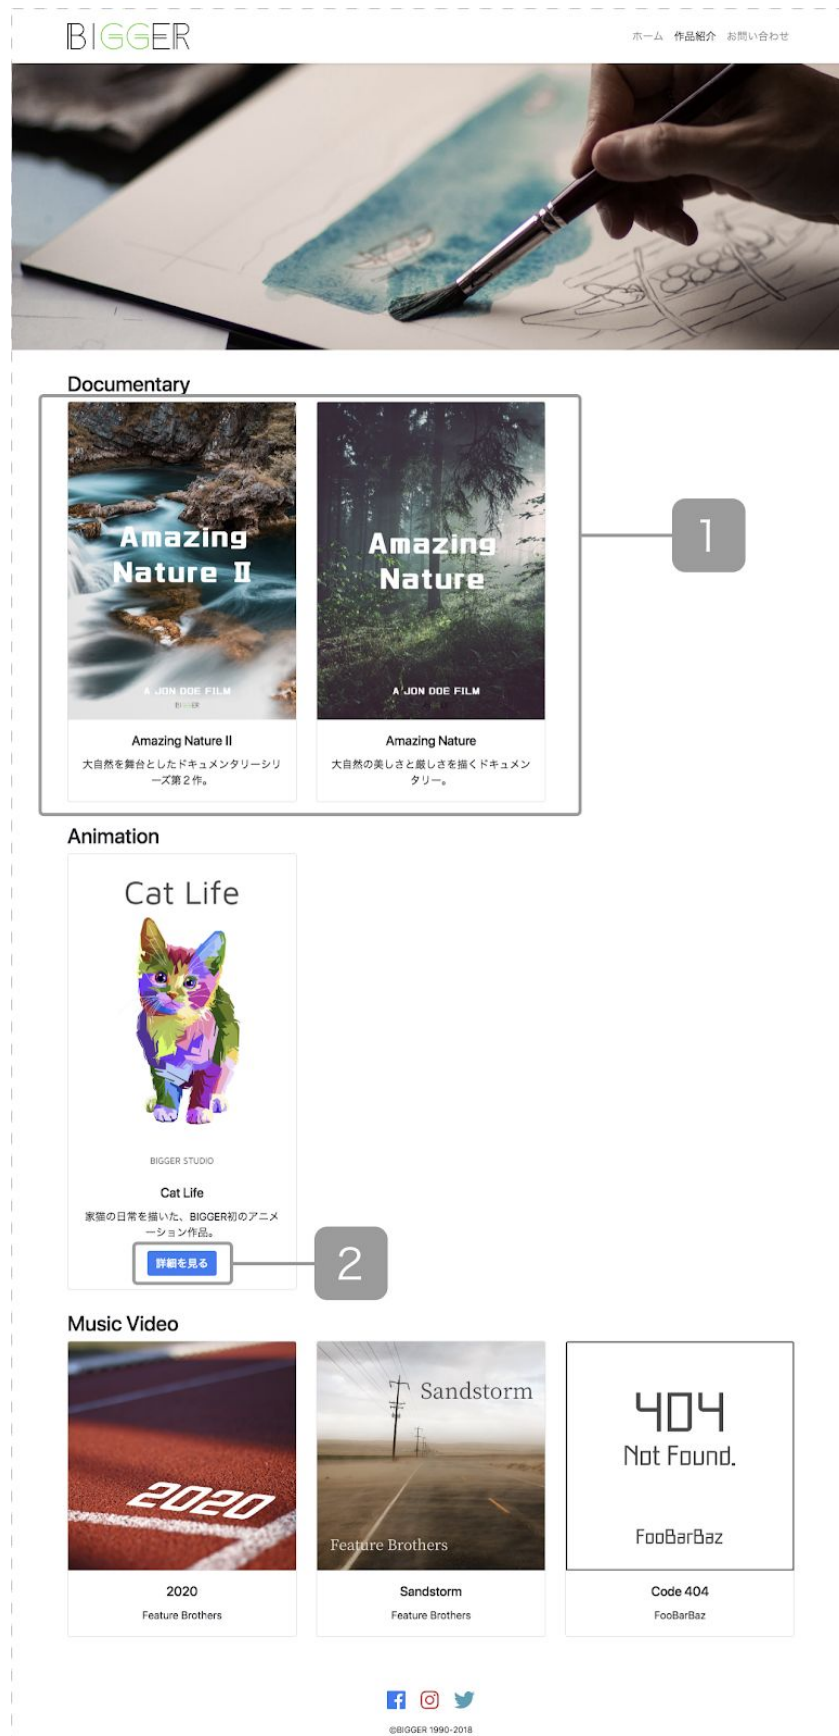 BIGGER
ホーム 作品紹介 お問い合わせ
Documentary
Amazing
Nature II
A JON DOE FILM
BIGGER
Amazing
Nature
A JON DOE FILM
BIGGER
1
Amazing Nature II
大自然を舞台としたドキュメンタリーシリ
ーズ第2作。
Amazing Nature
大自然の美しさと厳しさを描くドキュメン
タリー。
Animation
Cat Life
BIGGER STUDIO
Cat Life
家猫の日常を描いた、BIGGER初のアニメ
ーション作品。
詳細を見る
2
Music Video
2020
Sandstorm
Feature Brothers
404
Not Found.
FooBarBaz
2020
Feature Brothers
Sandstorm
Feature Brothers
Code 404
FooBarBaz
©BIGGER 1990-2018